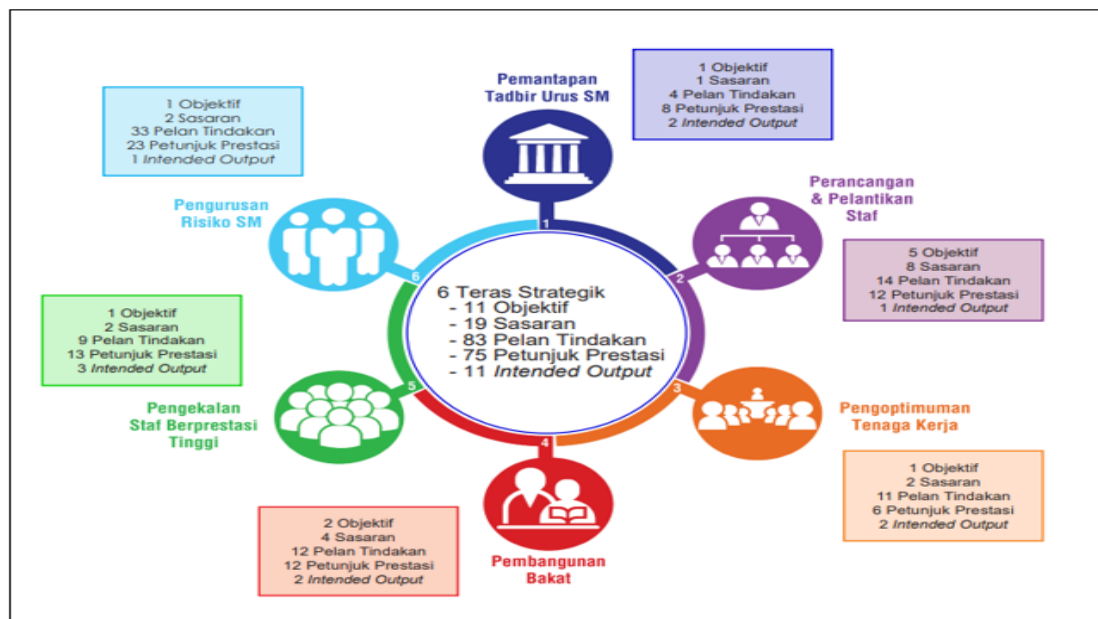 Pemantapan
Tadbir Urus SM
1 Objektif
1 Sasaran
4 Pelan Tindakan
8 Petunjuk Prestasi
2 Intended Output
1
Perancangan
& Pelantikan
Staf
5 Objektif
8 Sasaran
14 Pelan Tindakan
12 Petunjuk Prestasi
1 Intended Output
2
Pengoptimuman
Tenaga Kerja
1 Objektif
2 Sasaran
11 Pelan Tindakan
6 Petunjuk Prestasi
2 Intended Output
3
Pembangunan
Bakat
2 Objektif
4 Sasaran
12 Pelan Tindakan
12 Petunjuk Prestasi
2 Intended Output
4
Pengekalan
Staf Berprestasi
Tinggi
1 Objektif
2 Sasaran
9 Pelan Tindakan
13 Petunjuk Prestasi
3 Intended Output
5
Pengurusan
Risiko SM
1 Objektif
2 Sasaran
33 Pelan Tindakan
23 Petunjuk Prestasi
1 Intended Output
6
6 Teras Strategik
- 11 Objektif
- 19 Sasaran
- 83 Pelan Tindakan
- 75 Petunjuk Prestasi
- 11 Intended Output